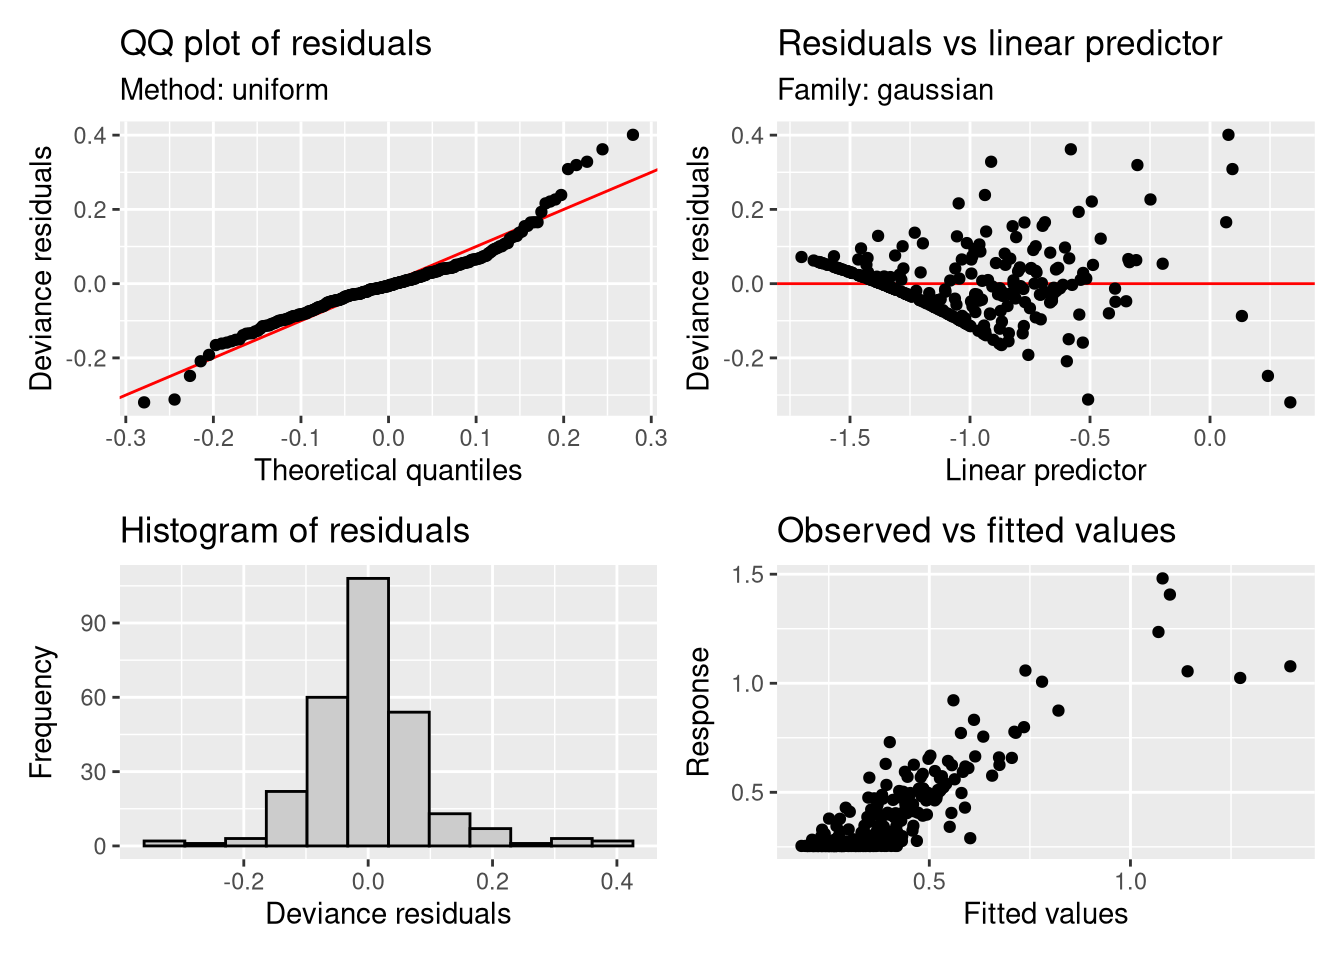 QQ plot of residuals
Method: uniform
0.4
0.2
0.0
-0.2
Deviance residuals
-0.3
-0.2
-0.1
0.0
0.1
0.2
0.3
Theoretical quantiles
Residuals vs linear predictor
Family: gaussian
0.4
0.2
0.0
-0.2
Deviance residuals
-1.5
-1.0
-0.5
0.0
Linear predictor
Histogram of residuals
90
60
30
0
Frequency
-0.2
0.0
0.2
0.4
Deviance residuals
Observed vs fitted values
1.5
1.0
0.5
Response
0.5
1.0
Fitted values